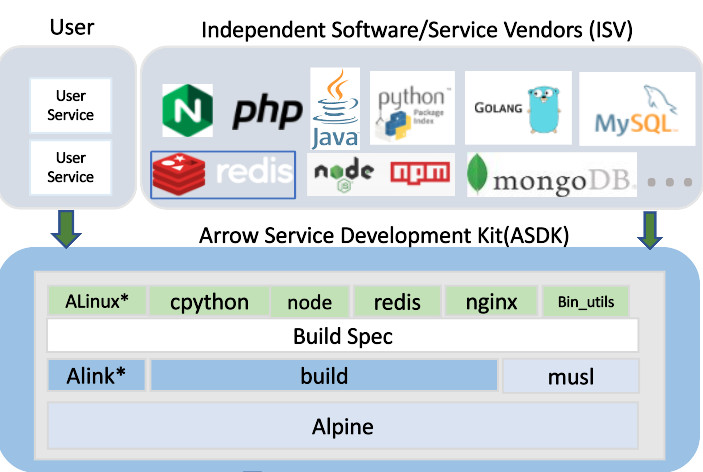 User
Independent Software/Service Vendors (ISV)
User
Service
User
Service
N
php
Java
python
Package
Index
GOLANG
MySQL
redis
node
JS
npm
mongoDB
...
Arrow Service Development Kit(ASDK)
ALinux*
cpython
node
redis
nginx
Bin_utils
Build Spec
Alink*
build
musl
Alpine